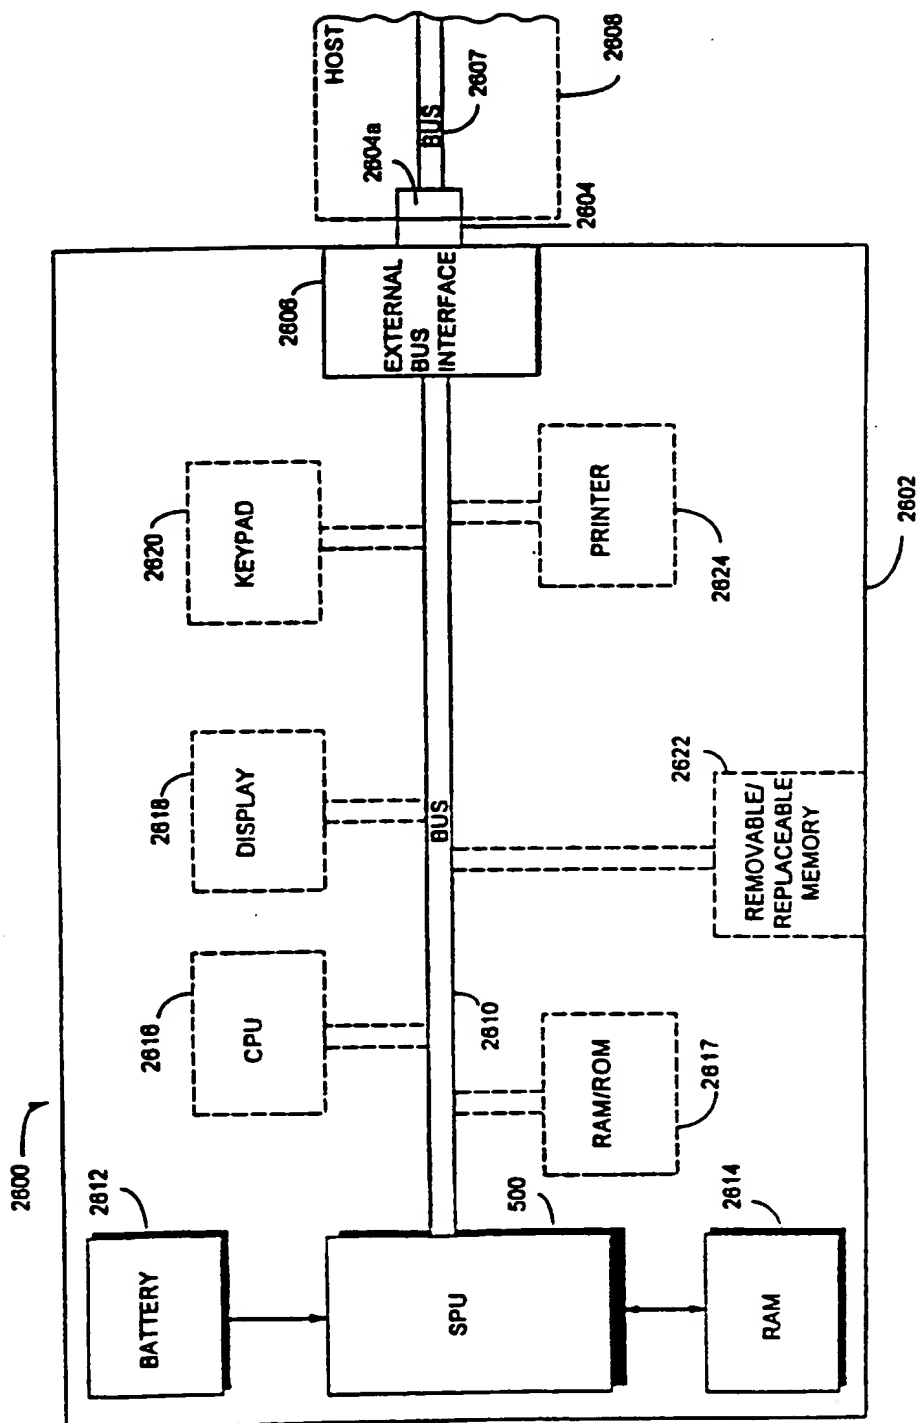 2600
2612
2616
2618
2620
2606
BATTERY
CPU
DISPLAY
KEYPAD
HOST
2604a
EXTERNAL
BUS
INTERFACE
BUS
2607
SPU
BUS
2610
500
2604
2608
RAM/ROM
PRINTER
2617
2622
2624
2614
RAM
REMOVABLE/
REPLACEABLE
MEMORY
2602